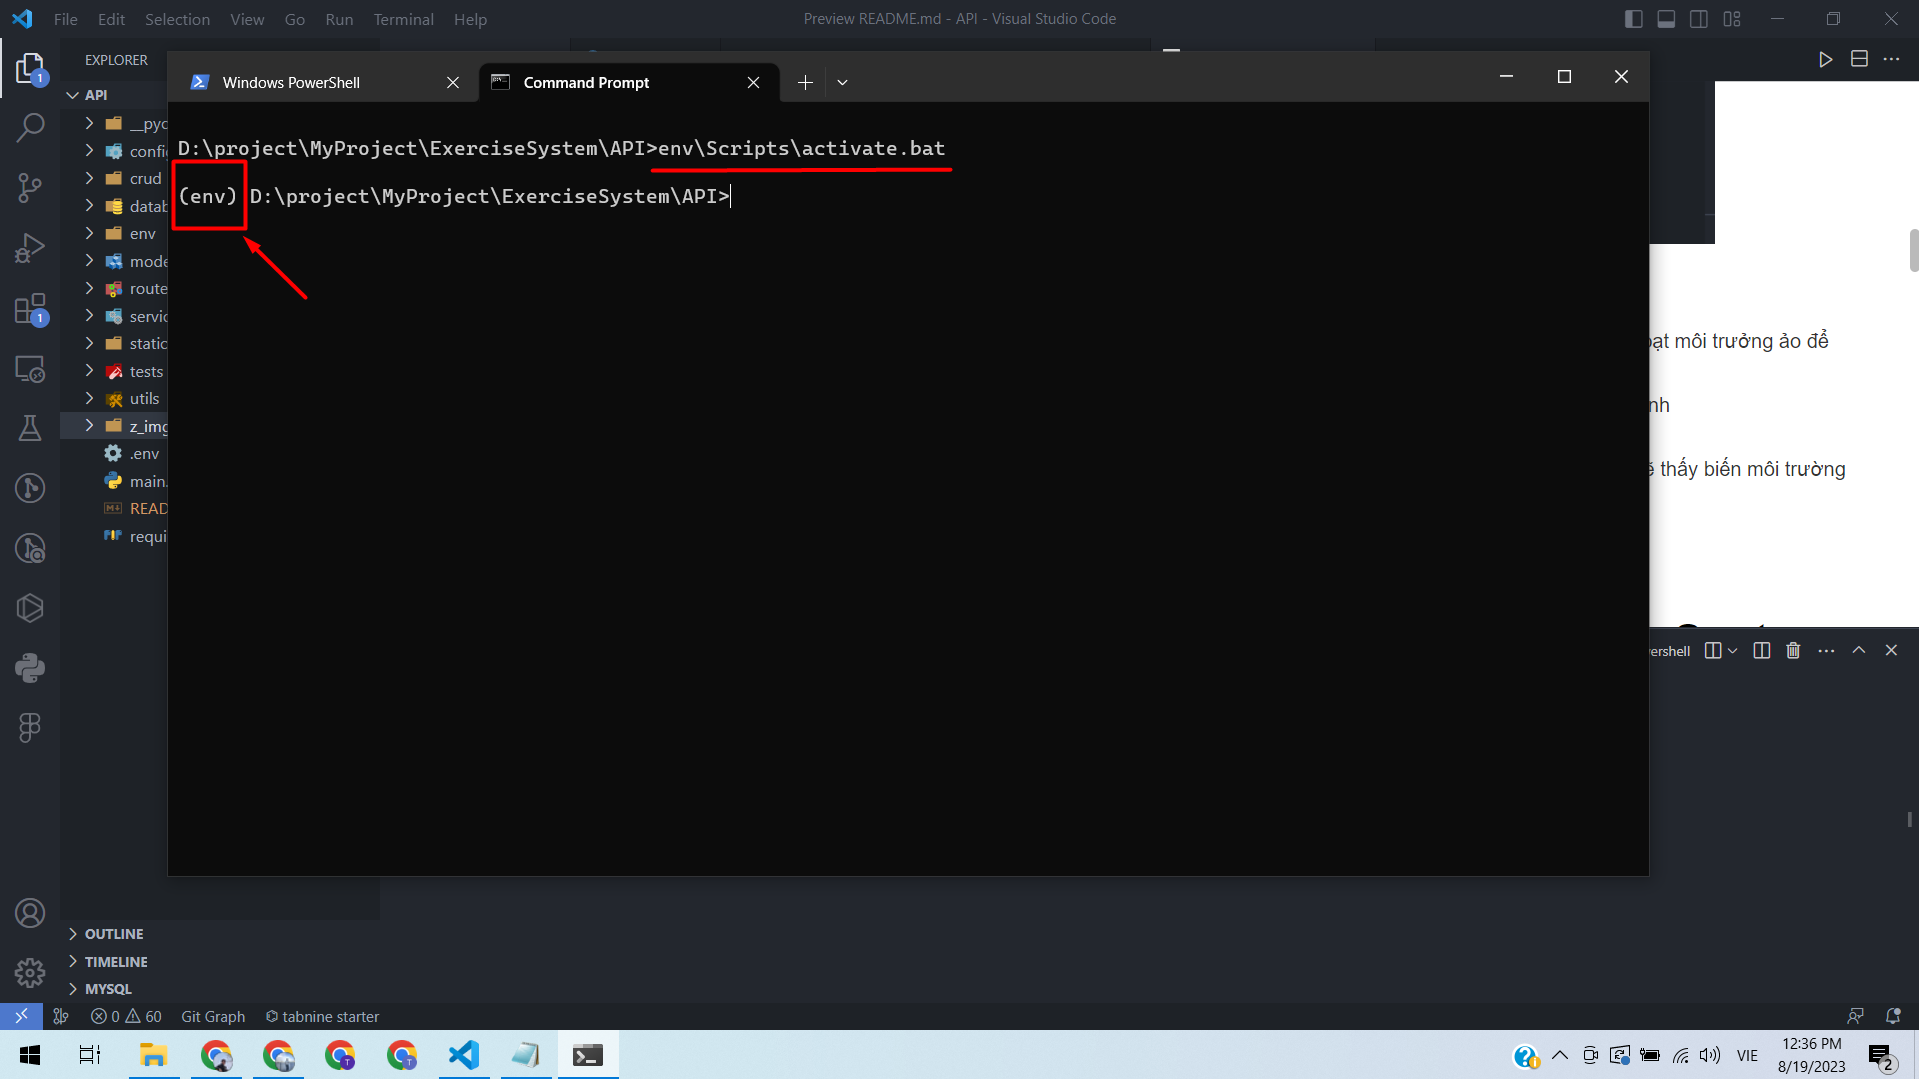 File Edit Selection View Go Run Terminal Help
Preview README.md - API - Visual Studio Code
EXPLORER
API
Windows PowerShell
Command Prompt
D:\project\MyProject\ExerciseSystem\API>env\Scripts\activate.bat
(env) D:\project\MyProject\ExerciseSystem\API>
__pyc
config
crud
datab
env
mode
route
servic
static
tests
utils
z_img
.env
main.
READ
requi
1
1
ạt môi trưởng ảo để
nh
thấy biến môi trường
ershell
OUTLINE
TIMELINE
MYSQL
0 60 Git Graph tabnine starter
VIE
12:36 PM
8/19/2023
2